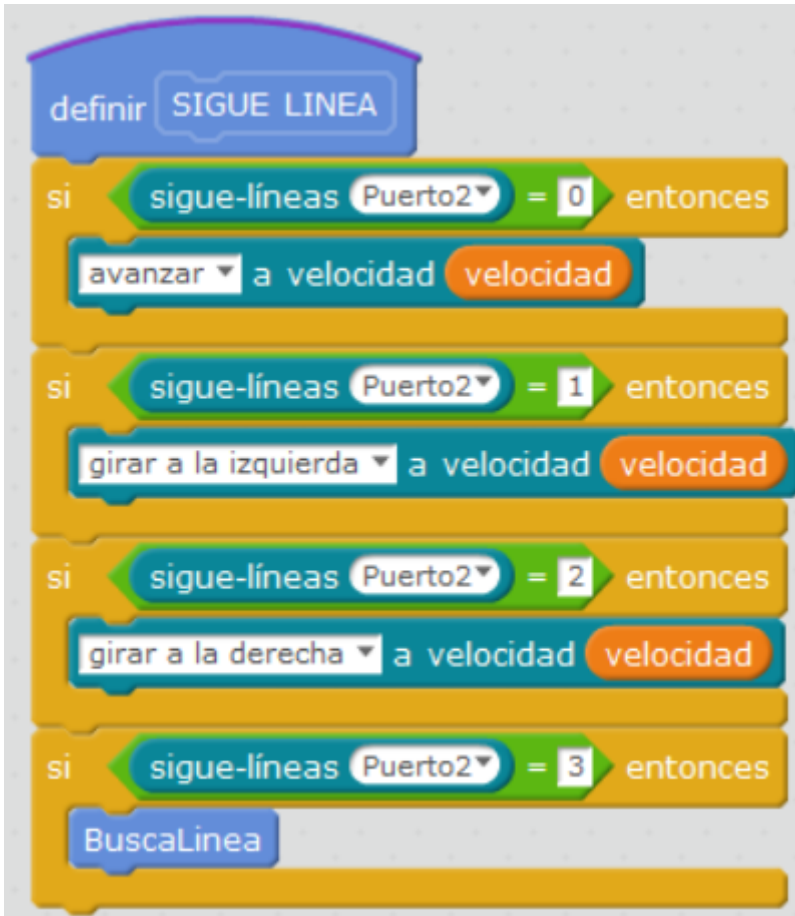 definir SIGUE LINEA
si sigue-líneas Puerto2 = 0 entonces
avanzar a velocidad velocidad
si sigue-líneas Puerto2 = 1 entonces
girar a la izquierda a velocidad velocidad
si sigue-líneas Puerto2 = 2 entonces
girar a la derecha a velocidad velocidad
si sigue-líneas Puerto2 = 3 entonces
BuscaLinea